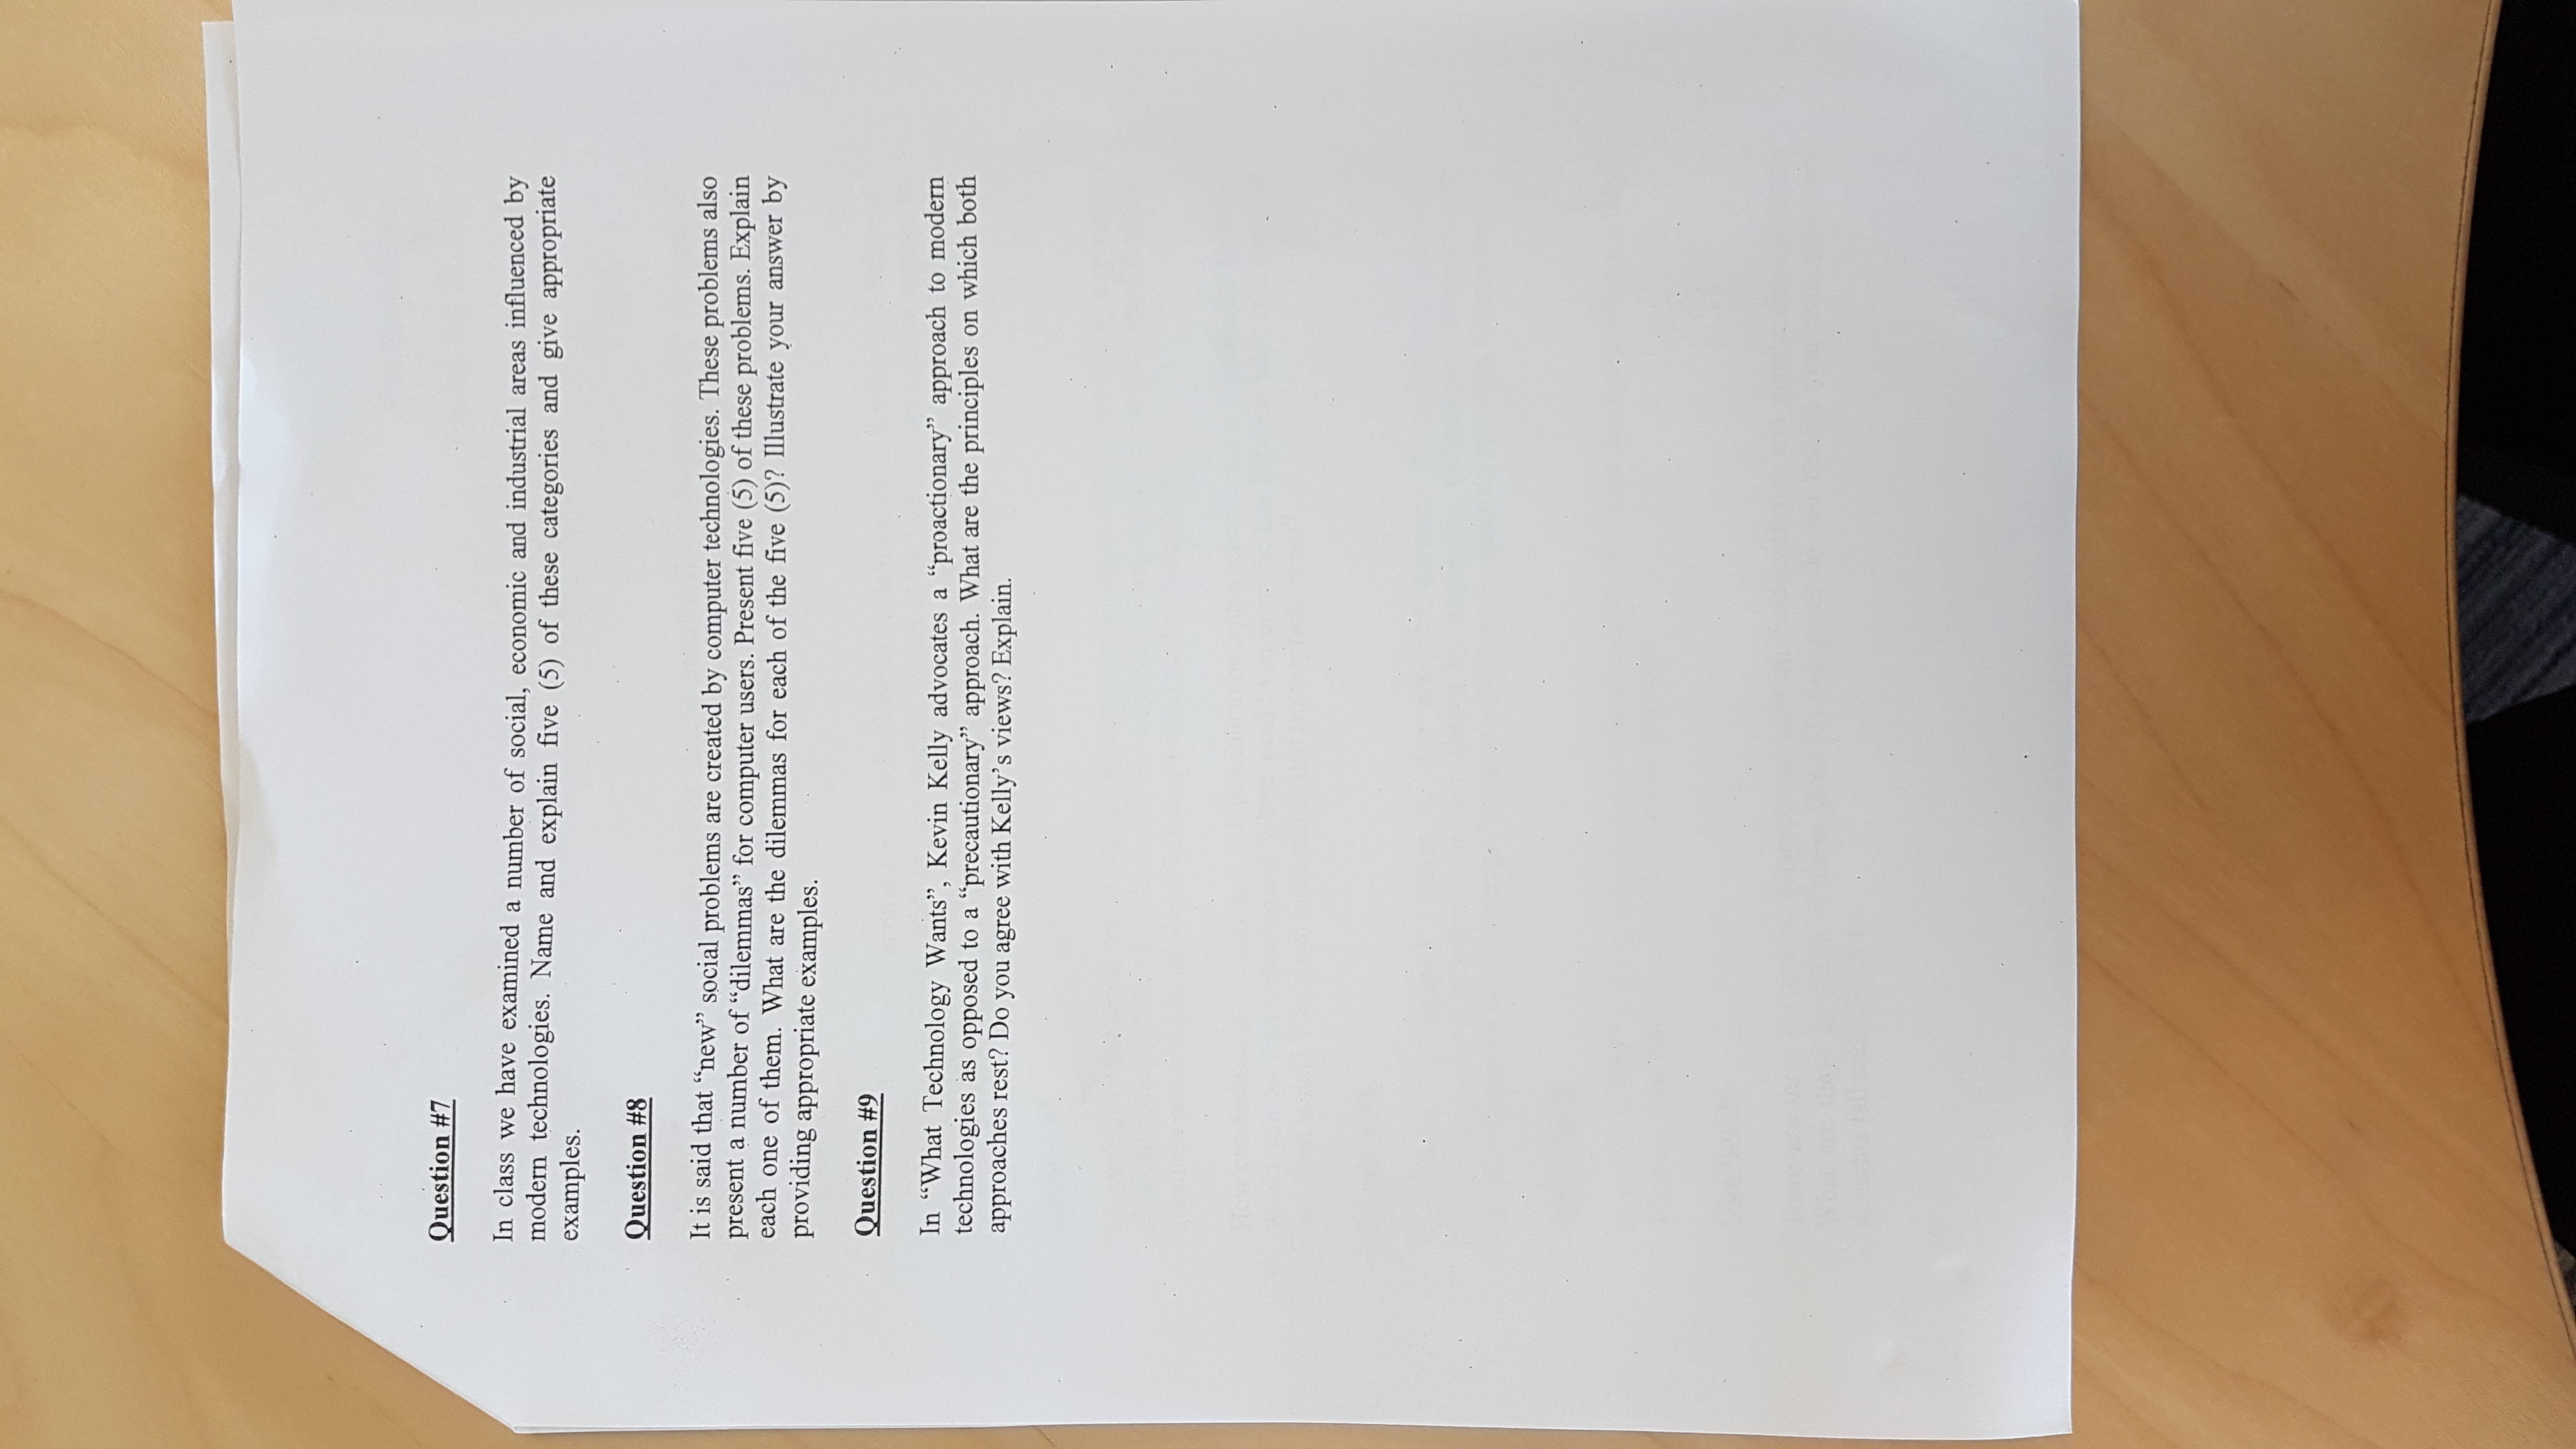 Question #7
In class we have examined a number of social, economic and industrial areas influenced by
modern technologies. Name and explain five (5) of these categories and give appropriate
examples.
Question #8
It is said that “new” social problems are created by computer technologies. These problems also
present a number of “dilemmas” for computer users. Present five (5) of these problems. Explain
each one of them. What are the dilemmas for each of the five (5)? Illustrate your answer by
providing appropriate examples.
Question #9
In “What Technology Wants”, Kevin Kelly advocates a “proactionary” approach to modern
technologies as opposed to a “precautionary” approach. What are the principles on which both
approaches rest? Do you agree with Kelly’s views? Explain.